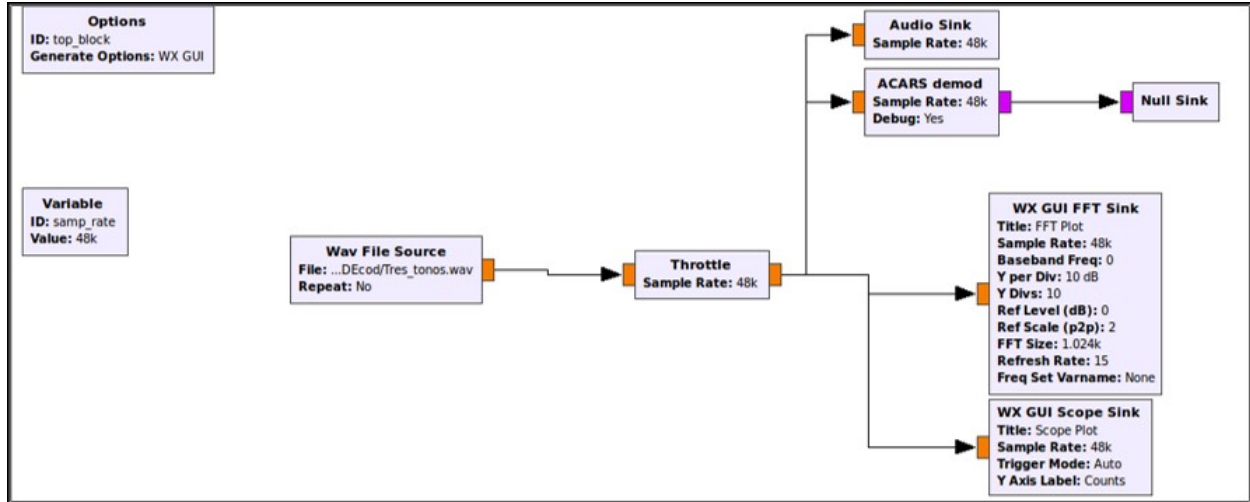 Options
ID: top_block
Generate Options: WX GUI
Variable
ID: samp_rate
Value: 48k
Wav File Source
File: ...DEcod/Tres_tonos.wav
Repeat: No
Throttle
Sample Rate: 48k
Audio Sink
Sample Rate: 48k
ACARS demod
Sample Rate: 48k
Debug: Yes
Null Sink
WX GUI FFT Sink
Title: FFT Plot
Sample Rate: 48k
Baseband Freq: 0
Y per Div: 10 dB
Y Divs: 10
Ref Level (dB): 0
Ref Scale (p2p): 2
FFT Size: 1.024k
Refresh Rate: 15
Freq Set Varname: None
WX GUI Scope Sink
Title: Scope Plot
Sample Rate: 48k
Trigger Mode: Auto
Y Axis Label: Counts